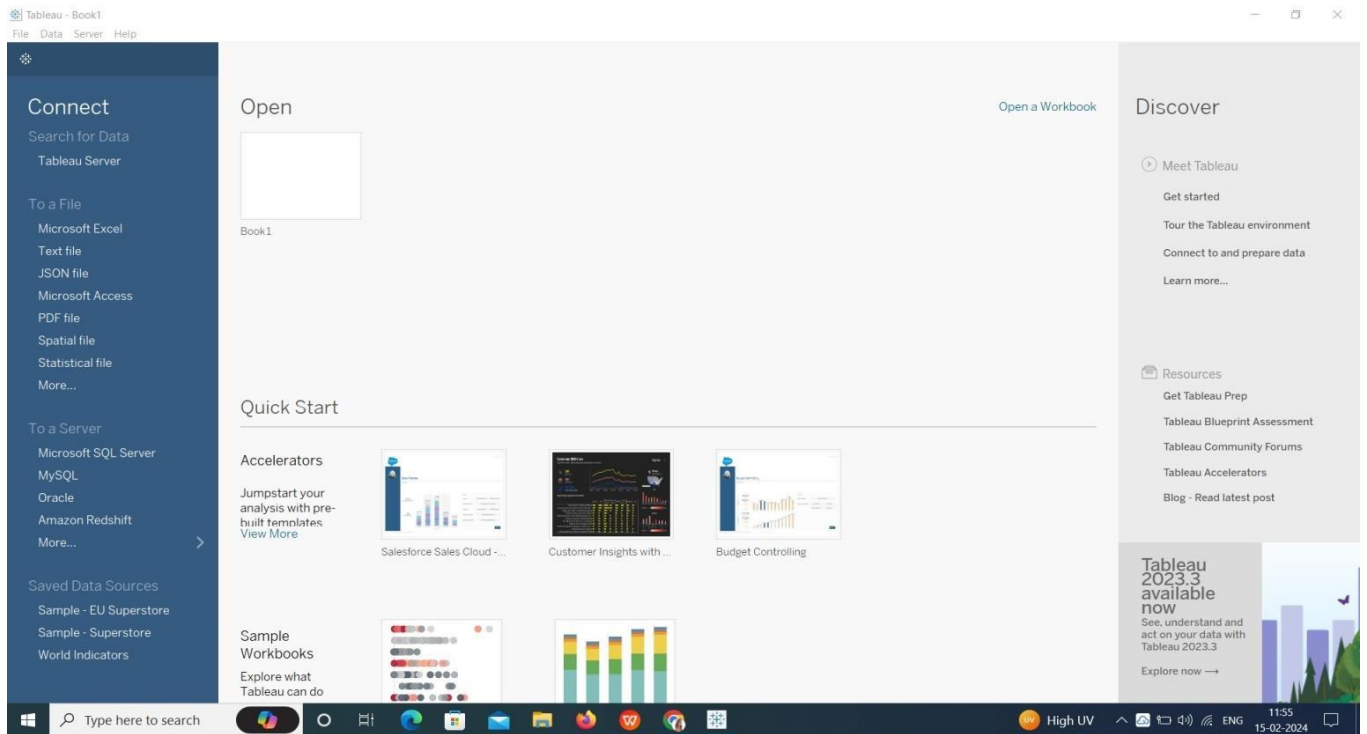 Tableau - Book1
File Data Server Help
Connect
Search for Data
Tableau Server
To a File
Microsoft Excel
Text file
JSON file
Microsoft Access
PDF file
Spatial file
Statistical file
More...
To a Server
Microsoft SQL Server
MySQL
Oracle
Amazon Redshift
More...
Saved Data Sources
Sample - EU Superstore
Sample - Superstore
World Indicators
Open
Open a Workbook
Book1
Quick Start
Accelerators
Jumpstart your
analysis with pre-
built templates
View More
Salesforce Sales Cloud -...
Customer Insights with ...
Budget Controlling
Sample
Workbooks
Explore what
Tableau can do
Discover
Meet Tableau
Get started
Tour the Tableau environment
Connect to and prepare data
Learn more...
Resources
Get Tableau Prep
Tableau Blueprint Assessment
Tableau Community Forums
Tableau Accelerators
Blog - Read latest post
Tableau
2023.3
available
now
See, understand and
act on your data with
Tableau 2023.3
Explore now →
Type here to search
UV High UV
ENG
11:55
15-02-2024